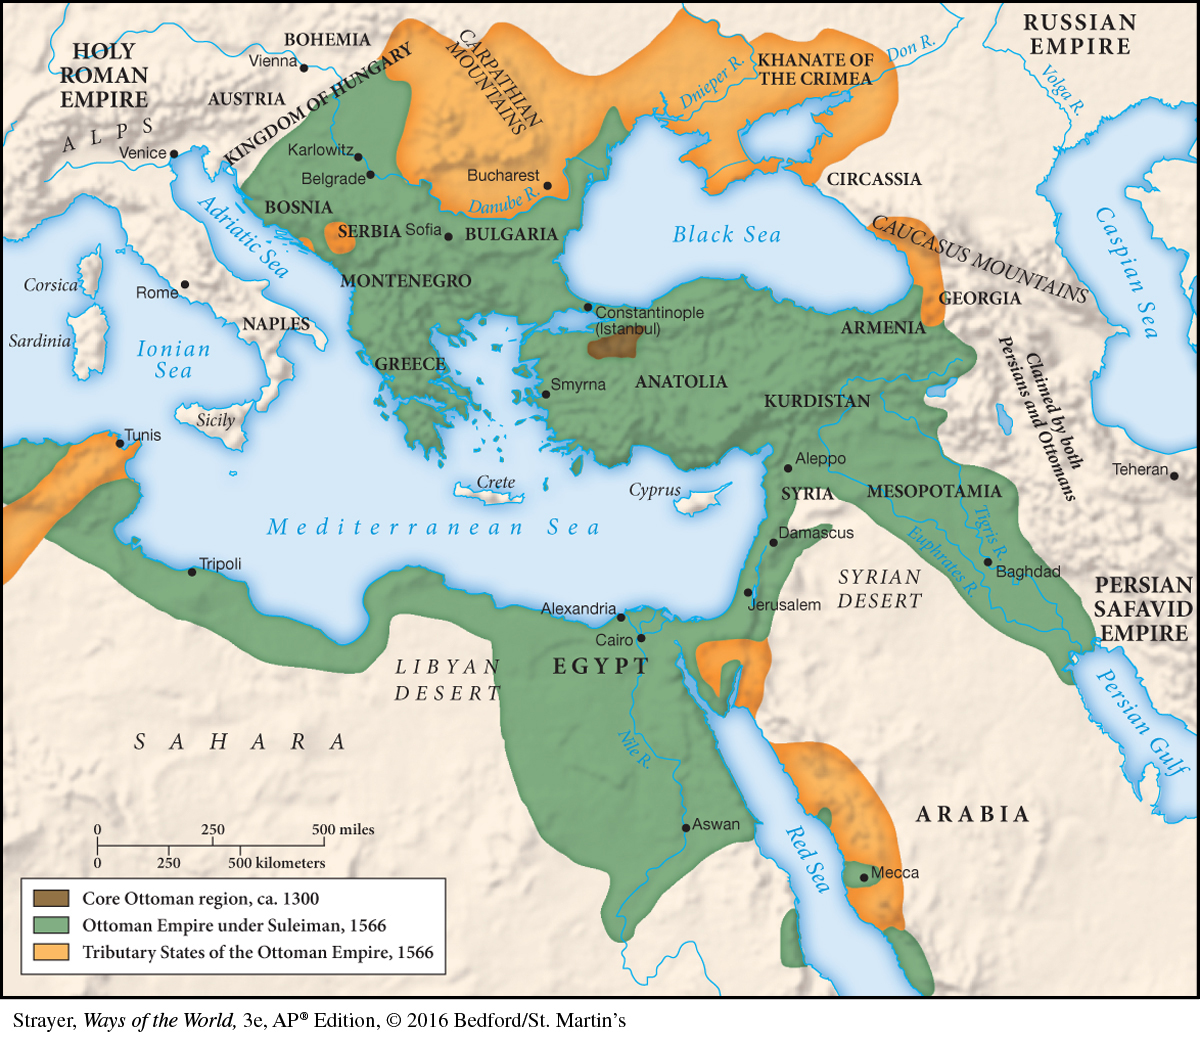 RUSSIAN
EMPIRE
HOLY
ROMAN
EMPIRE
BOHEMIA
Vienna
AUSTRIA
KINGDOM OF HUNGARY
CARPATHIAN
MOUNTAINS
KHANATE OF
THE CRIMEA
Dnieper R.
Don R.
Volga R.
ALPS
Venice
Karlowitz
Belgrade
Bucharest
Danube R.
CIRCASSIA
BOSNIA
SERBIA
Sofia
BULGARIA
Adriatic Sea
Black Sea
CAUCASUS MOUNTAINS
Caspian Sea
Corsica
Rome
MONTENEGRO
GEORGIA
Sardinia
NAPLES
Constantinople
(Istanbul)
ARMENIA
Ionian
Sea
GREECE
Smyrna
ANATOLIA
KURDISTAN
Claimed by both
Persians and Ottomans
Sicily
Tunis
Aleppo
Teheran
Crete
Cyprus
SYRIA
MESOPOTAMIA
Mediterranean Sea
Tigris R.
Euphrates R.
Damascus
Tripoli
Baghdad
SYRIAN
DESERT
PERSIAN
SAFAVID
EMPIRE
Alexandria
Jerusalem
Cairo
EGYPT
LIBYAN
DESERT
Persian Gulf
SAHARA
Nile R.
ARABIA
Aswan
Red Sea
Mecca
0 250 500 miles
0 250 500 kilometers
Core Ottoman region, ca. 1300
Ottoman Empire under Suleiman, 1566
Tributary States of the Ottoman Empire, 1566
Strayer, Ways of the World, 3e, AP® Edition, © 2016 Bedford/St. Martin’s